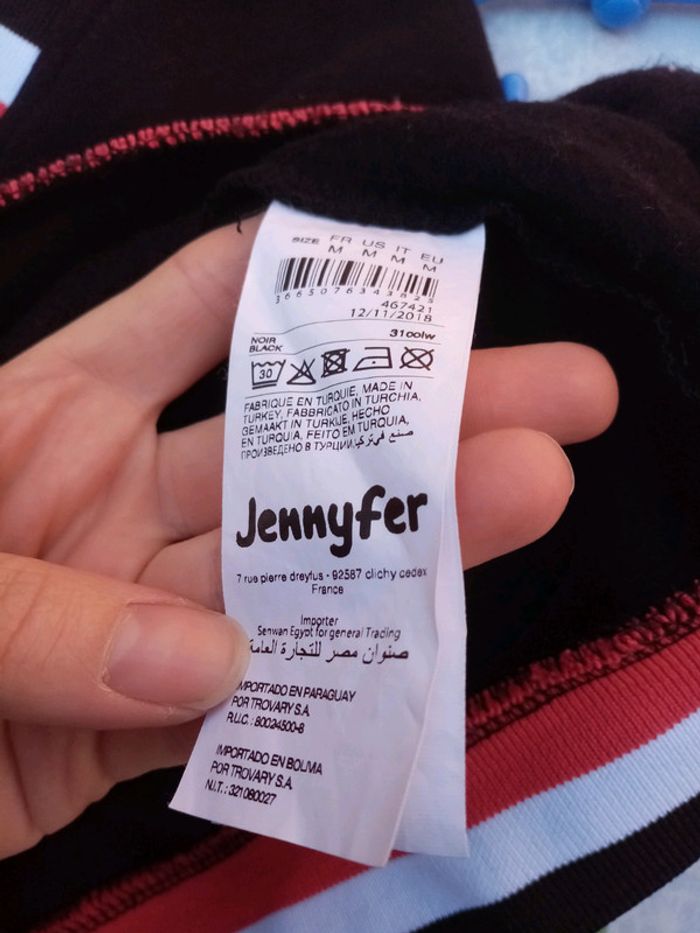 SIZE FR US IT EU
M M M M
3665076343825
467421
12/11/2018
NOIR 3100lw
BLACK
30
FABRIQUE EN TURQUIE, MADE IN
TURKEY, FABBRICATO IN TURCHIA,
GEMAAKT IN TURKIJE, HECHO
EN TURQUIA, FEITO EM TURQUIA,
ПРОИЗВЕДЕНО В ТУРЦИИ, صنع في تركيا
Jennyfer
7 rue pierre dreyfus - 92587 clichy cedex
France
Importer
Senwan Egypt for general Trading
صنوان مصر للتجارة العامة
IMPORTADO EN PARAGUAY
POR TROVARY S.A
R.U.C.: 80024500-8
IMPORTADO EN BOLIVIA
POR TROVARY S.A
N.I.T.: 321080027